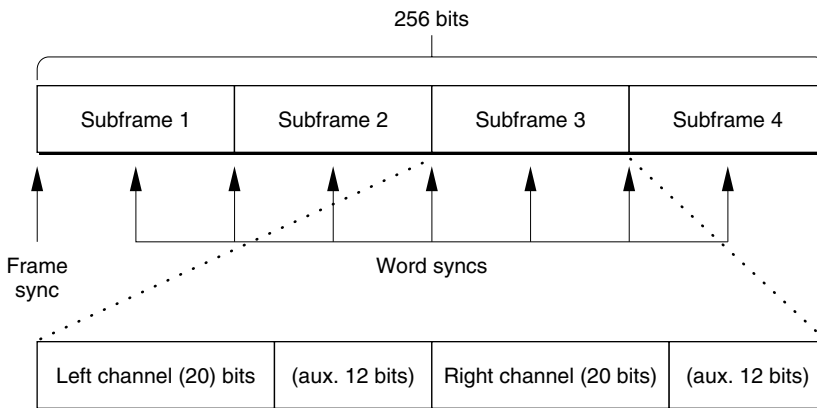 256 bits
Subframe 1
Subframe 2
Subframe 3
Subframe 4
Frame
sync
Word syncs
Left channel (20) bits
(aux. 12 bits)
Right channel (20 bits)
(aux. 12 bits)